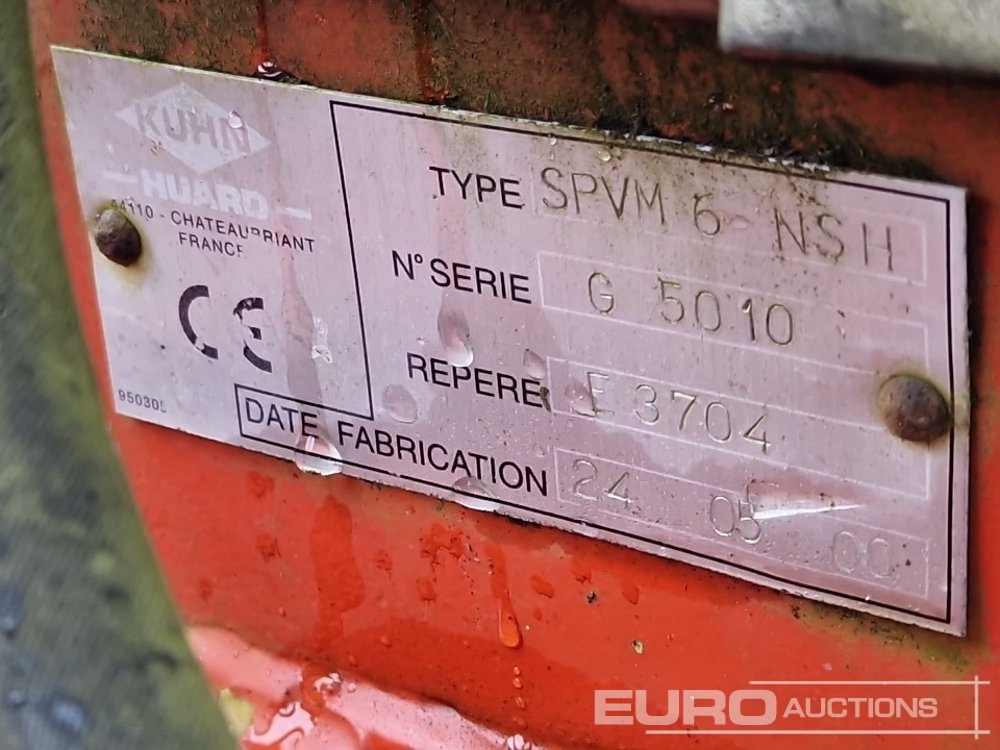 KUHN
HUARD
44110 - CHATEAUBRIANT
FRANCE
CE
TYPE SPVM 6 NSH
N° SERIE G 5010
REPERE E 3704
DATE FABRICATION 24 05 00
EURO AUCTIONS